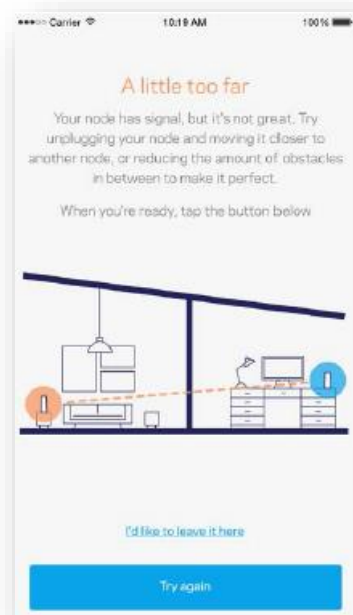 Carrier 10:19 AM 100%
A little too far
Your node has signal, but it's not great. Try
unplugging your node and moving it closer to
another node, or reducing the amount of obstacles
in between to make it perfect.
When you're ready, tap the button below
I'd like to leave it here
Try again